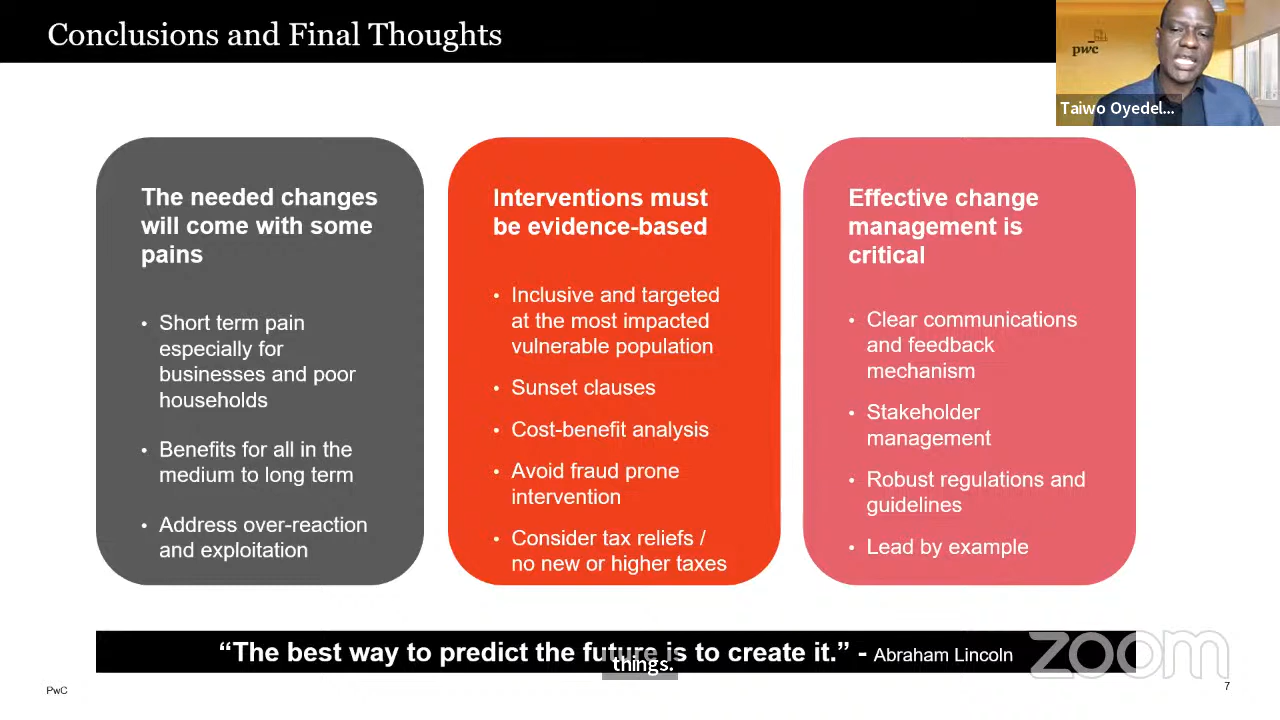 Conclusions and Final Thoughts
pwc
Taiwo Oyedel...
The needed changes
will come with some
pains
• Short term pain
especially for
businesses and poor
households
• Benefits for all in the
medium to long term
• Address over-reaction
and exploitation
Interventions must
be evidence-based
• Inclusive and targeted
at the most impacted
vulnerable population
• Sunset clauses
• Cost-benefit analysis
• Avoid fraud prone
intervention
• Consider tax reliefs /
no new or higher taxes
Effective change
management is
critical
• Clear communications
and feedback
mechanism
• Stakeholder
management
• Robust regulations and
guidelines
• Lead by example
“The best way to predict the future is to create it.” - Abraham Lincoln
things.
zoom
PwC
7